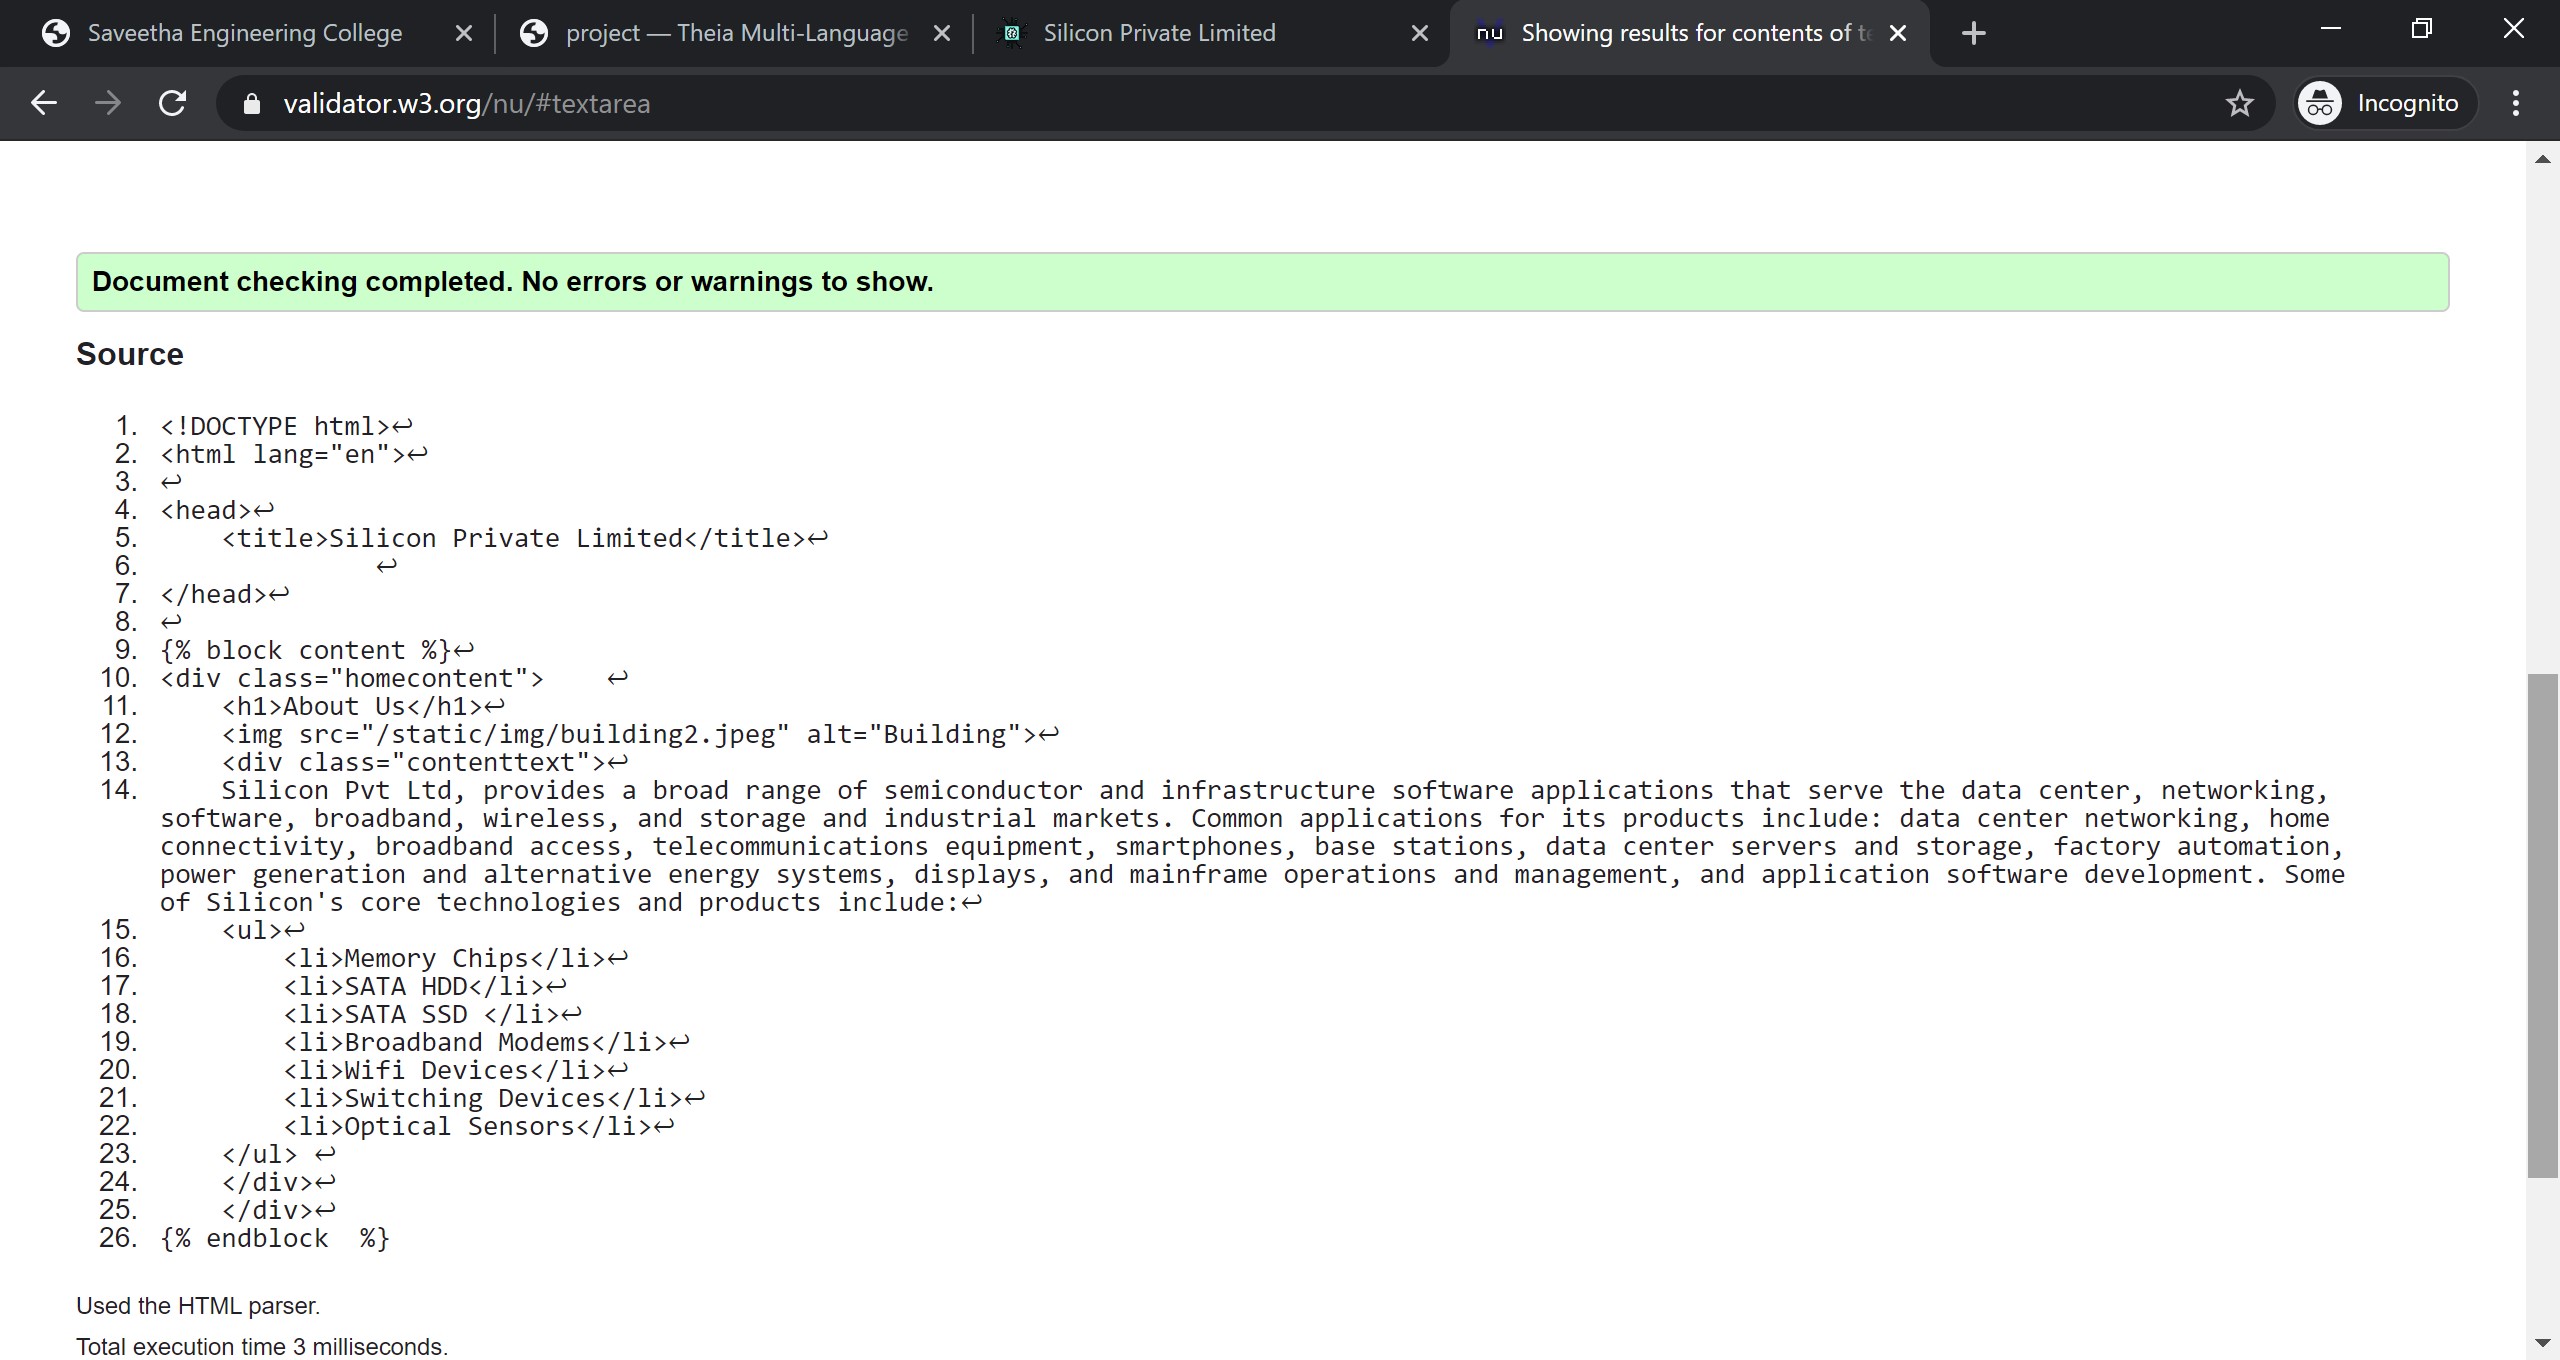 Saveetha Engineering College
project — Theia Multi-Language
Silicon Private Limited
nu Showing results for contents of te
validator.w3.org/nu/#textarea
Incognito
Document checking completed. No errors or warnings to show.
Source
1. <!DOCTYPE html>↩
2. <html lang="en">↩
3. ↩
4. <head>↩
5.     <title>Silicon Private Limited</title>↩
6.               ↩
7. </head>↩
8. ↩
9. {% block content %}↩
10. <div class="homecontent">    ↩
11.     <h1>About Us</h1>↩
12.     <img src="/static/img/building2.jpeg" alt="Building">↩
13.     <div class="contenttext">↩
14.     Silicon Pvt Ltd, provides a broad range of semiconductor and infrastructure software applications that serve the data center, networking,
software, broadband, wireless, and storage and industrial markets. Common applications for its products include: data center networking, home
connectivity, broadband access, telecommunications equipment, smartphones, base stations, data center servers and storage, factory automation,
power generation and alternative energy systems, displays, and mainframe operations and management, and application software development. Some
of Silicon's core technologies and products include:↩
15.     <ul>↩
16.         <li>Memory Chips</li>↩
17.         <li>SATA HDD</li>↩
18.         <li>SATA SSD </li>↩
19.         <li>Broadband Modems</li>↩
20.         <li>Wifi Devices</li>↩
21.         <li>Switching Devices</li>↩
22.         <li>Optical Sensors</li>↩
23.     </ul> ↩
24.     </div>↩
25.     </div>↩
26. {% endblock  %}
Used the HTML parser.
Total execution time 3 milliseconds.